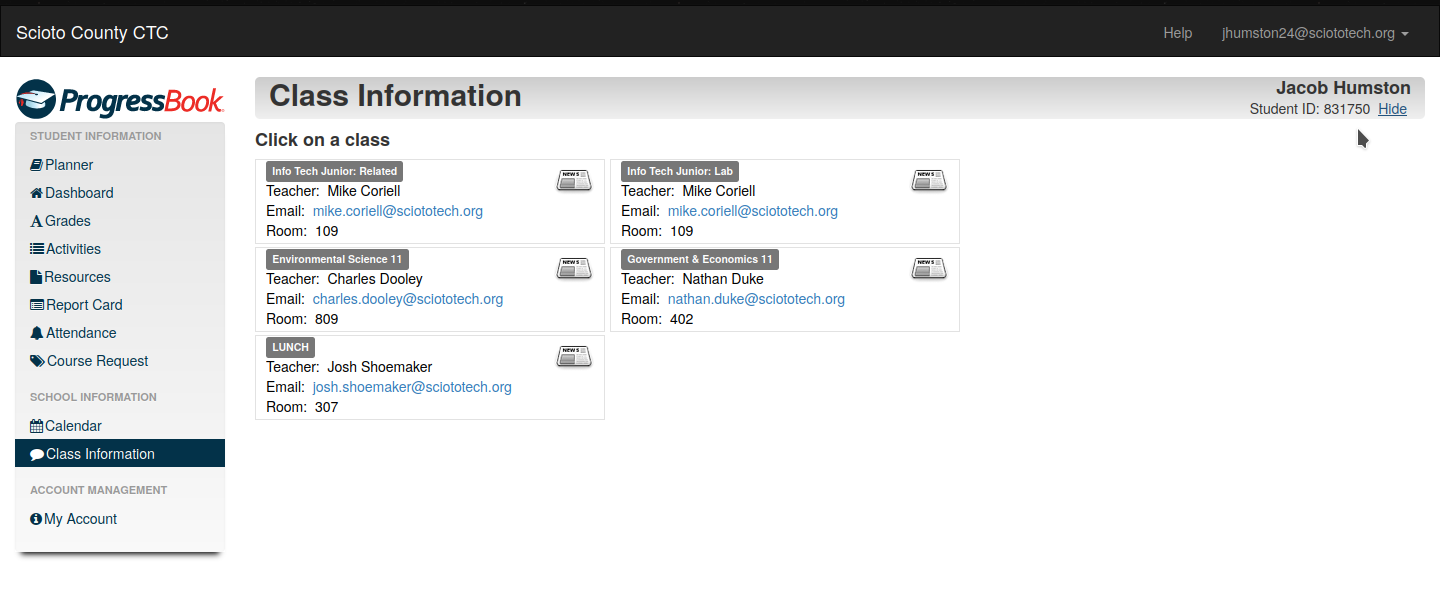 Scioto County CTC
Help jhumston24@sciototech.org
ProgressBook
Class Information
Jacob Humston
Student ID: 831750 Hide
STUDENT INFORMATION
Planner
Dashboard
Grades
Activities
Resources
Report Card
Attendance
Course Request
SCHOOL INFORMATION
Calendar
Class Information
ACCOUNT MANAGEMENT
My Account
Click on a class
Info Tech Junior: Related
NEWS
Teacher: Mike Coriell
Email: mike.coriell@sciototech.org
Room: 109
Info Tech Junior: Lab
NEWS
Teacher: Mike Coriell
Email: mike.coriell@sciototech.org
Room: 109
Environmental Science 11
NEWS
Teacher: Charles Dooley
Email: charles.dooley@sciototech.org
Room: 809
Government & Economics 11
NEWS
Teacher: Nathan Duke
Email: nathan.duke@sciototech.org
Room: 402
LUNCH
NEWS
Teacher: Josh Shoemaker
Email: josh.shoemaker@sciototech.org
Room: 307